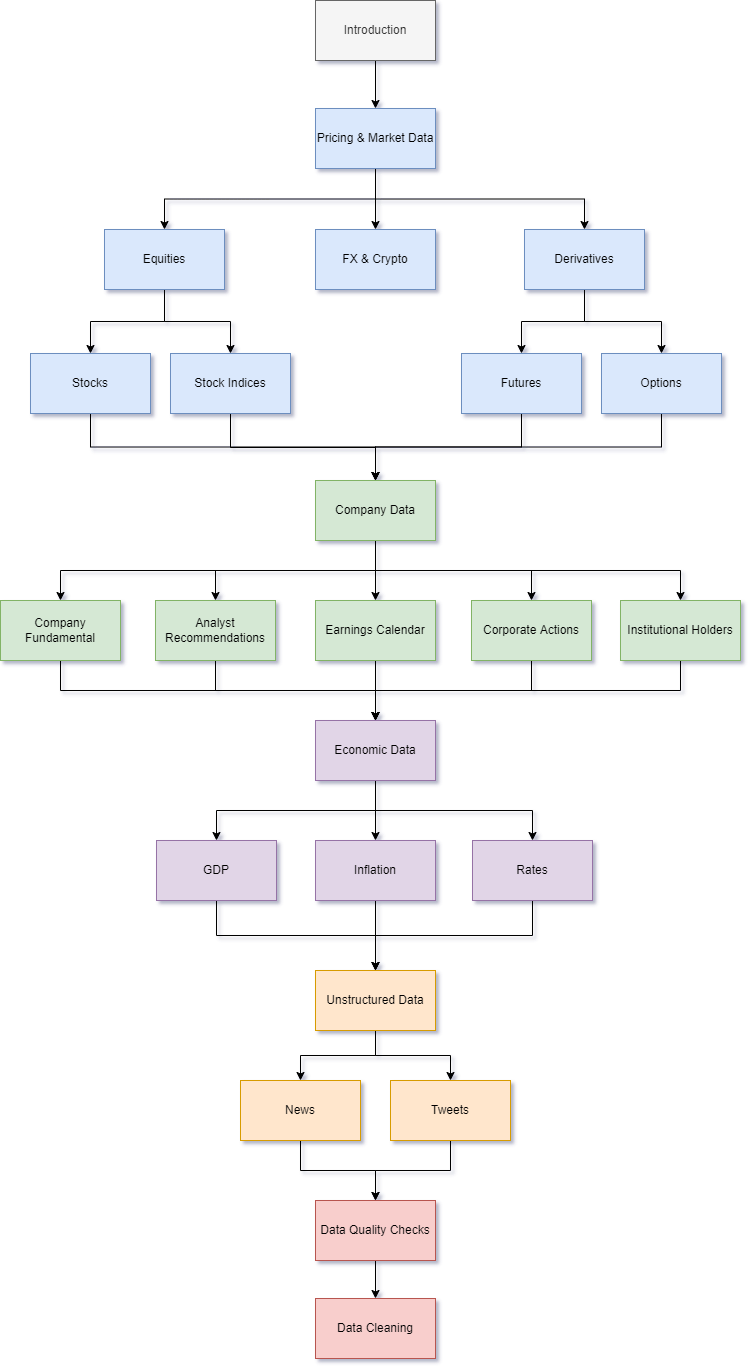 Introduction
Pricing & Market Data
Equities
FX & Crypto
Derivatives
Stocks
Stock Indices
Futures
Options
Company Data
Company
Fundamental
Analyst
Recommendations
Earnings Calendar
Corporate Actions
Institutional Holders
Economic Data
GDP
Inflation
Rates
Unstructured Data
News
Tweets
Data Quality Checks
Data Cleaning